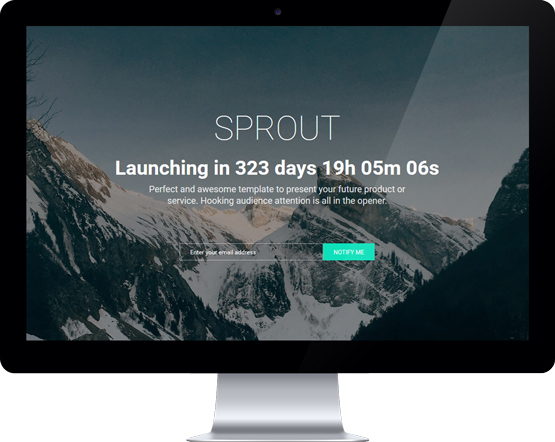 SPROUT
Launching in 323 days 19h 05m 06s
Perfect and awesome template to present your future product or
service. Hooking audience attention is all in the opener.
Enter your email address
NOTIFY ME